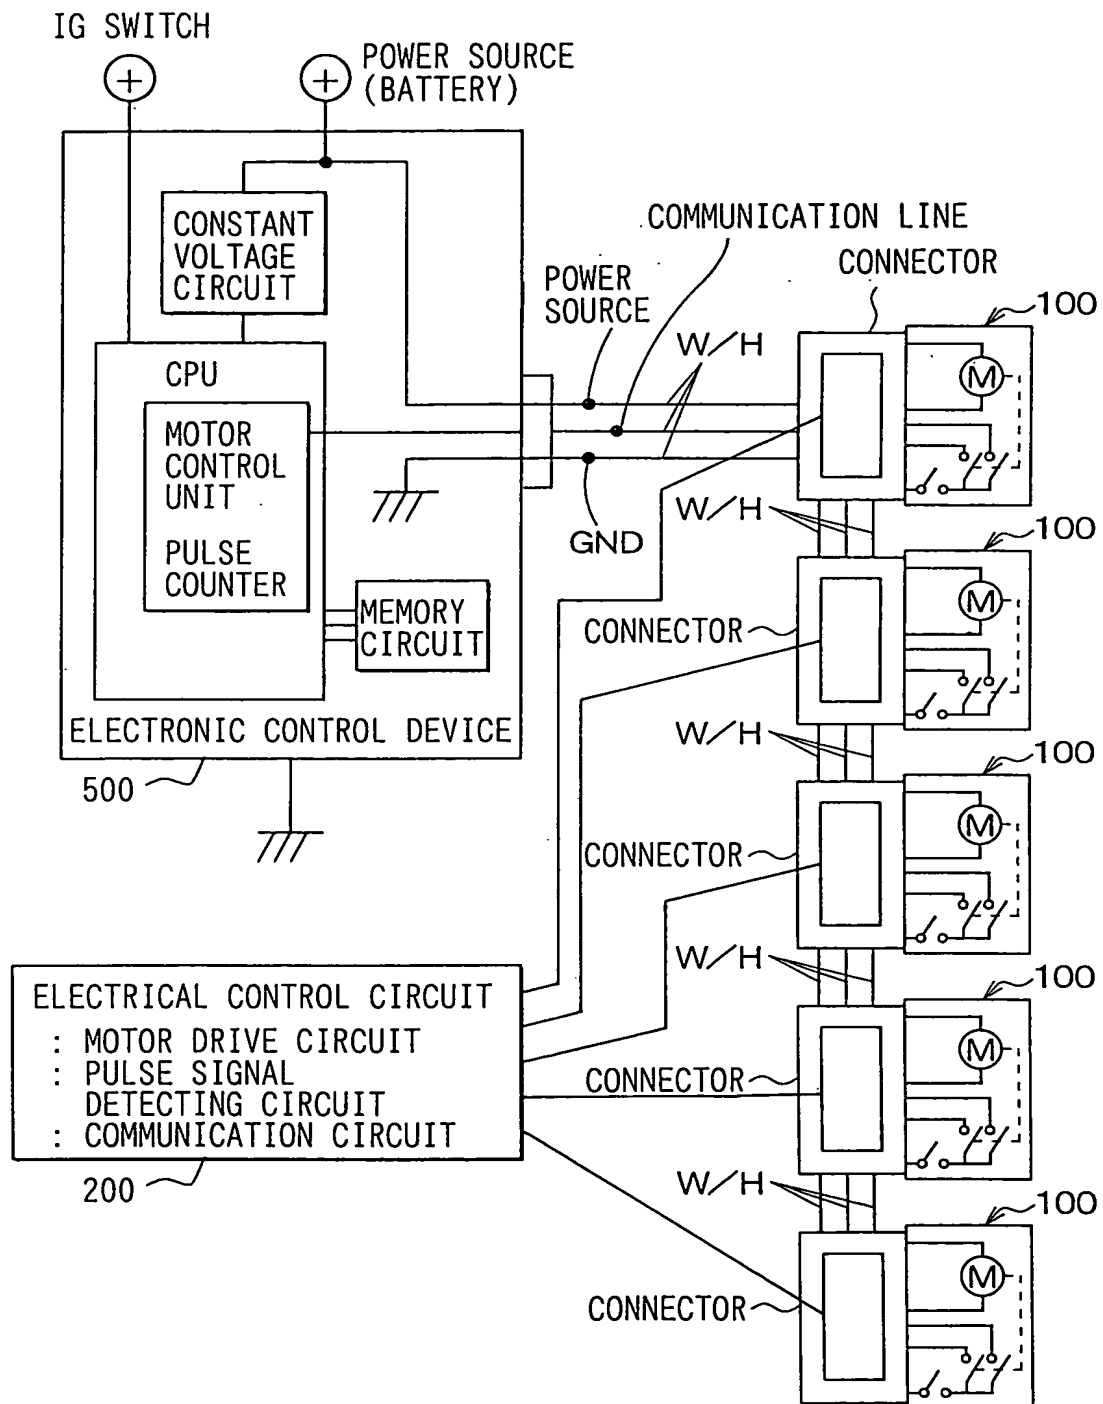 IG SWITCH
POWER SOURCE
(BATTERY)
CONSTANT
VOLTAGE
CIRCUIT
COMMUNICATION LINE
CONNECTOR
POWER
SOURCE
100
W/H
CPU
M
MOTOR
CONTROL
UNIT
PULSE
COUNTER
W/H
GND
100
MEMORY
CIRCUIT
CONNECTOR
M
ELECTRONIC CONTROL DEVICE
W/H
500
100
M
CONNECTOR
W/H
100
ELECTRICAL CONTROL CIRCUIT
: MOTOR DRIVE CIRCUIT
: PULSE SIGNAL
DETECTING CIRCUIT
: COMMUNICATION CIRCUIT
M
CONNECTOR
200
W/H
100
M
CONNECTOR